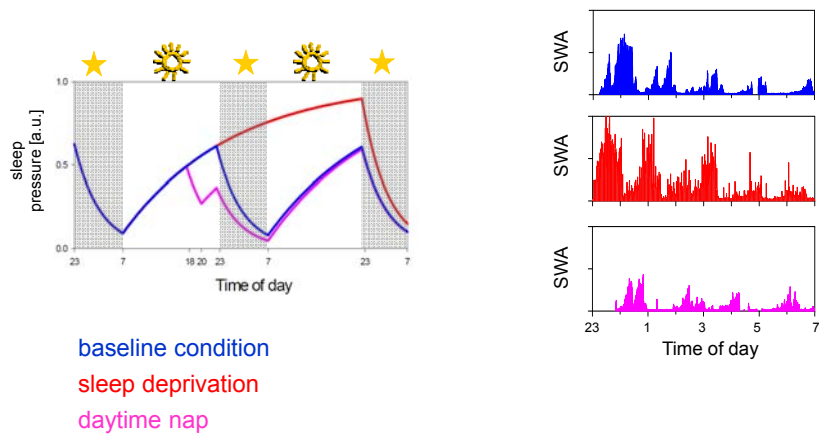 sleep
pressure [a.u.]
1.0
0.5
0.0
23 7 18 20 23 7 23 7
Time of day
baseline condition
sleep deprivation
daytime nap
SWA
SWA
SWA
23 1 3 5 7
Time of day